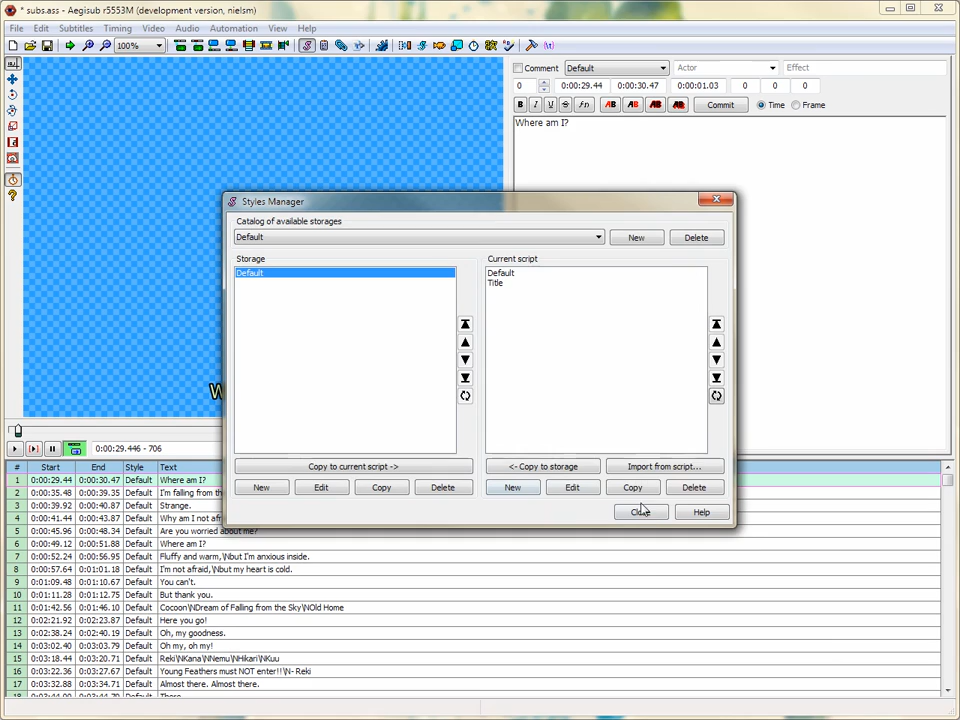 * subs.ass - Aegisub r5553M (development version, nielsm)
File Edit Subtitles Timing Video Audio Automation View Help
100%
Comment Default Actor Effect
0 0:00:29.44 0:00:30.47 0:00:01.03 0 0 0
B I U S fn AB AB AB AB Commit Time Frame
Where am I?
W
Styles Manager
Catalog of available storages
Default New Delete
Storage Current script
Default Default
Title
Copy to current script -> <- Copy to storage Import from script...
New Edit Copy Delete New Edit Copy Delete
Close Help
0:00:29.446 - 706
# Start End Style Text
1 0:00:29.44 0:00:30.47 Default Where am I?
2 0:00:35.48 0:00:39.35 Default I'm falling from th
3 0:00:39.92 0:00:40.87 Default Strange.
4 0:00:41.44 0:00:43.87 Default Why am I not afr
5 0:00:45.96 0:00:48.34 Default Are you worried about me?
6 0:00:49.12 0:00:51.88 Default Where am I?
7 0:00:52.24 0:00:56.95 Default Fluffy and warm,\Nbut I'm anxious inside.
8 0:00:57.64 0:01:01.18 Default I'm not afraid,\Nbut my heart is cold.
9 0:01:09.48 0:01:10.67 Default You can't.
10 0:01:11.28 0:01:12.75 Default But thank you.
11 0:01:42.56 0:01:46.10 Default Cocoon\NDream of Falling from the Sky\NOld Home
12 0:02:21.92 0:02:23.87 Default Here you go!
13 0:02:38.24 0:02:40.19 Default Oh, my goodness.
14 0:03:02.40 0:03:03.79 Default Oh my, oh my!
15 0:03:18.44 0:03:20.71 Default Reki\NKana\NNemu\NHikari\NKuu
16 0:03:22.36 0:03:27.67 Default Young Feathers must NOT enter!!\N- Reki
17 0:03:32.88 0:03:34.71 Default Almost there. Almost there.
18 Default There